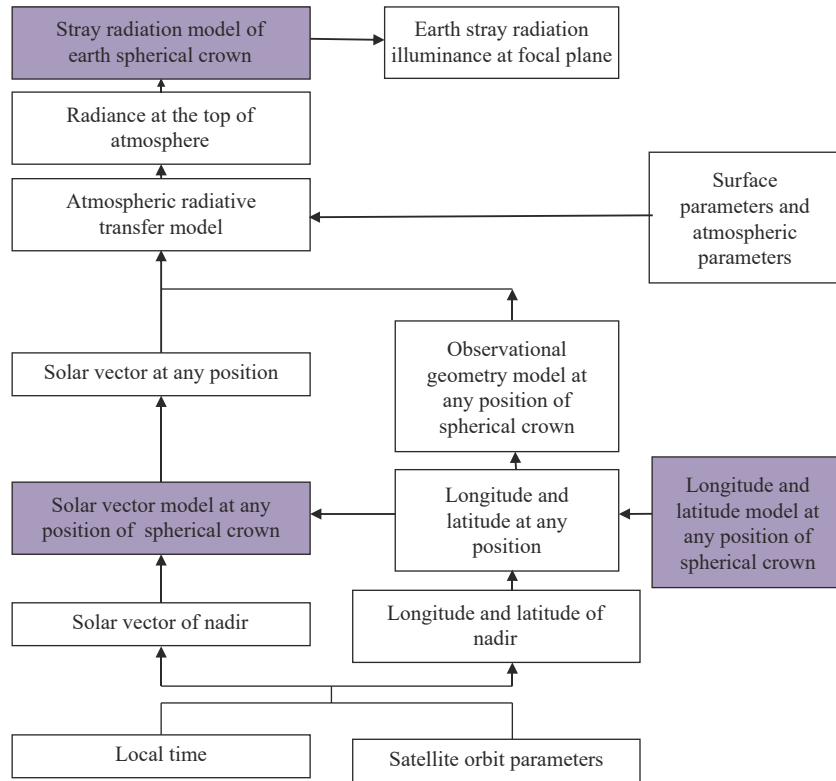 Stray radiation model of
earth spherical crown
Earth stray radiation
illuminance at focal plane
Radiance at the top of
atmosphere
Atmospheric radiative
transfer model
Surface
parameters and
atmospheric
parameters
Solar vector at any position
Observational
geometry model at
any position of
spherical crown
Solar vector model at any
position of spherical crown
Longitude and
latitude at any
position
Longitude and
latitude model at
any position of
spherical crown
Solar vector of nadir
Longitude and latitude of
nadir
Local time
Satellite orbit parameters